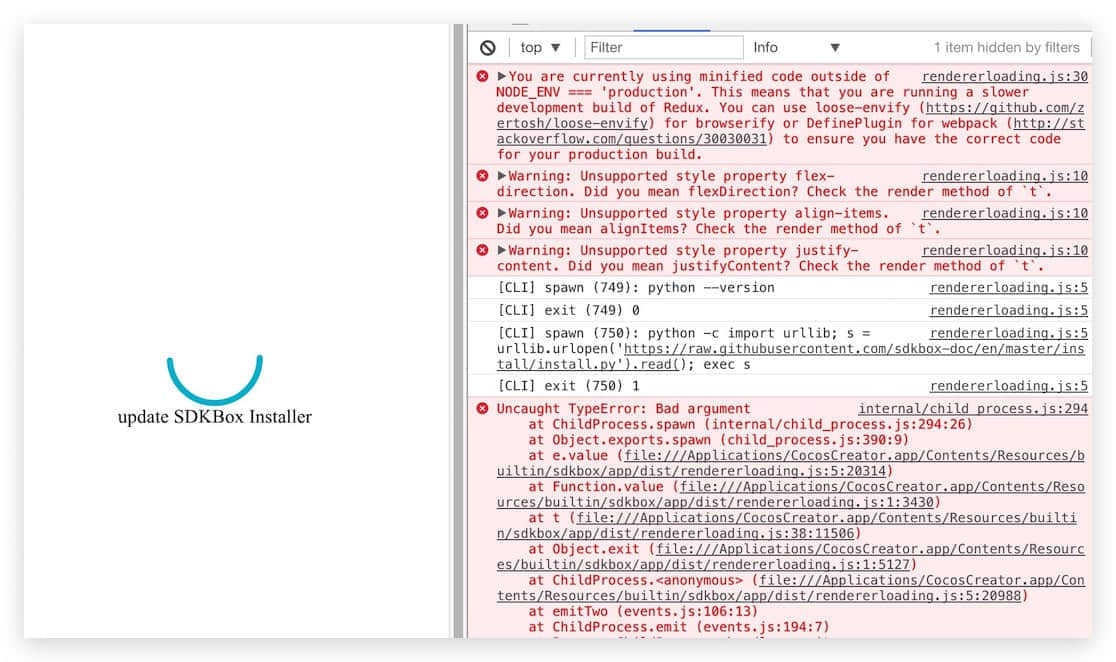 top ▼ Filter Info ▼ 1 item hidden by filters
▶You are currently using minified code outside of rendererloading.js:30
NODE_ENV === 'production'. This means that you are running a slower
development build of Redux. You can use loose-envify (https://github.com/z
ertosh/loose-envify) for browserify or DefinePlugin for webpack (http://st
ackoverflow.com/questions/30030031) to ensure you have the correct code
for your production build.
▶Warning: Unsupported style property flex- rendererloading.js:10
direction. Did you mean flexDirection? Check the render method of `t`.
▶Warning: Unsupported style property align-items. rendererloading.js:10
Did you mean alignItems? Check the render method of `t`.
▶Warning: Unsupported style property justify- rendererloading.js:10
content. Did you mean justifyContent? Check the render method of `t`.
[CLI] spawn (749): python --version rendererloading.js:5
[CLI] exit (749) 0 rendererloading.js:5
[CLI] spawn (750): python -c import urllib; s = rendererloading.js:5
urllib.urlopen('https://raw.githubusercontent.com/sdkbox-doc/en/master/ins
tall/install.py').read(); exec s
[CLI] exit (750) 1 rendererloading.js:5
Uncaught TypeError: Bad argument internal/child_process.js:294
at ChildProcess.spawn (internal/child_process.js:294:26)
at Object.exports.spawn (child_process.js:390:9)
at e.value (file:///Applications/CocosCreator.app/Contents/Resources/b
uiltin/sdkbox/app/dist/rendererloading.js:5:20314)
at Function.value (file:///Applications/CocosCreator.app/Contents/Reso
urces/builtin/sdkbox/app/dist/rendererloading.js:1:3430)
at t (file:///Applications/CocosCreator.app/Contents/Resources/builti
n/sdkbox/app/dist/rendererloading.js:38:11506)
at Object.exit (file:///Applications/CocosCreator.app/Contents/Resourc
es/builtin/sdkbox/app/dist/rendererloading.js:1:5127)
at ChildProcess.<anonymous> (file:///Applications/CocosCreator.app/Con
tents/Resources/builtin/sdkbox/app/dist/rendererloading.js:5:20988)
at emitTwo (events.js:106:13)
at ChildProcess.emit (events.js:194:7)
update SDKBox Installer